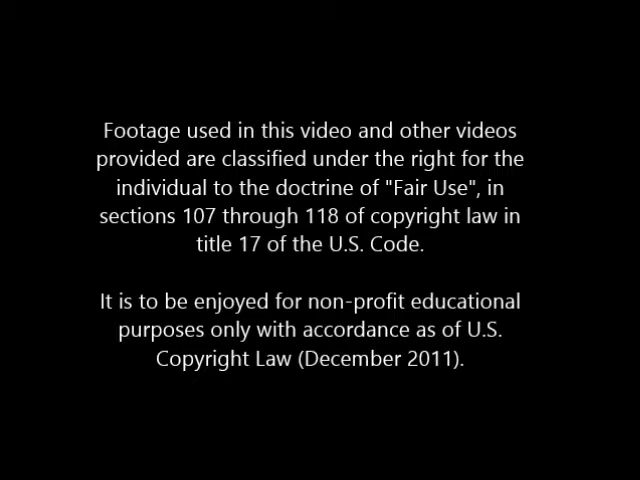 Footage used in this video and other videos
provided are classified under the right for the
individual to the doctrine of "Fair Use", in
sections 107 through 118 of copyright law in
title 17 of the U.S. Code.
It is to be enjoyed for non-profit educational
purposes only with accordance as of U.S.
Copyright Law (December 2011).